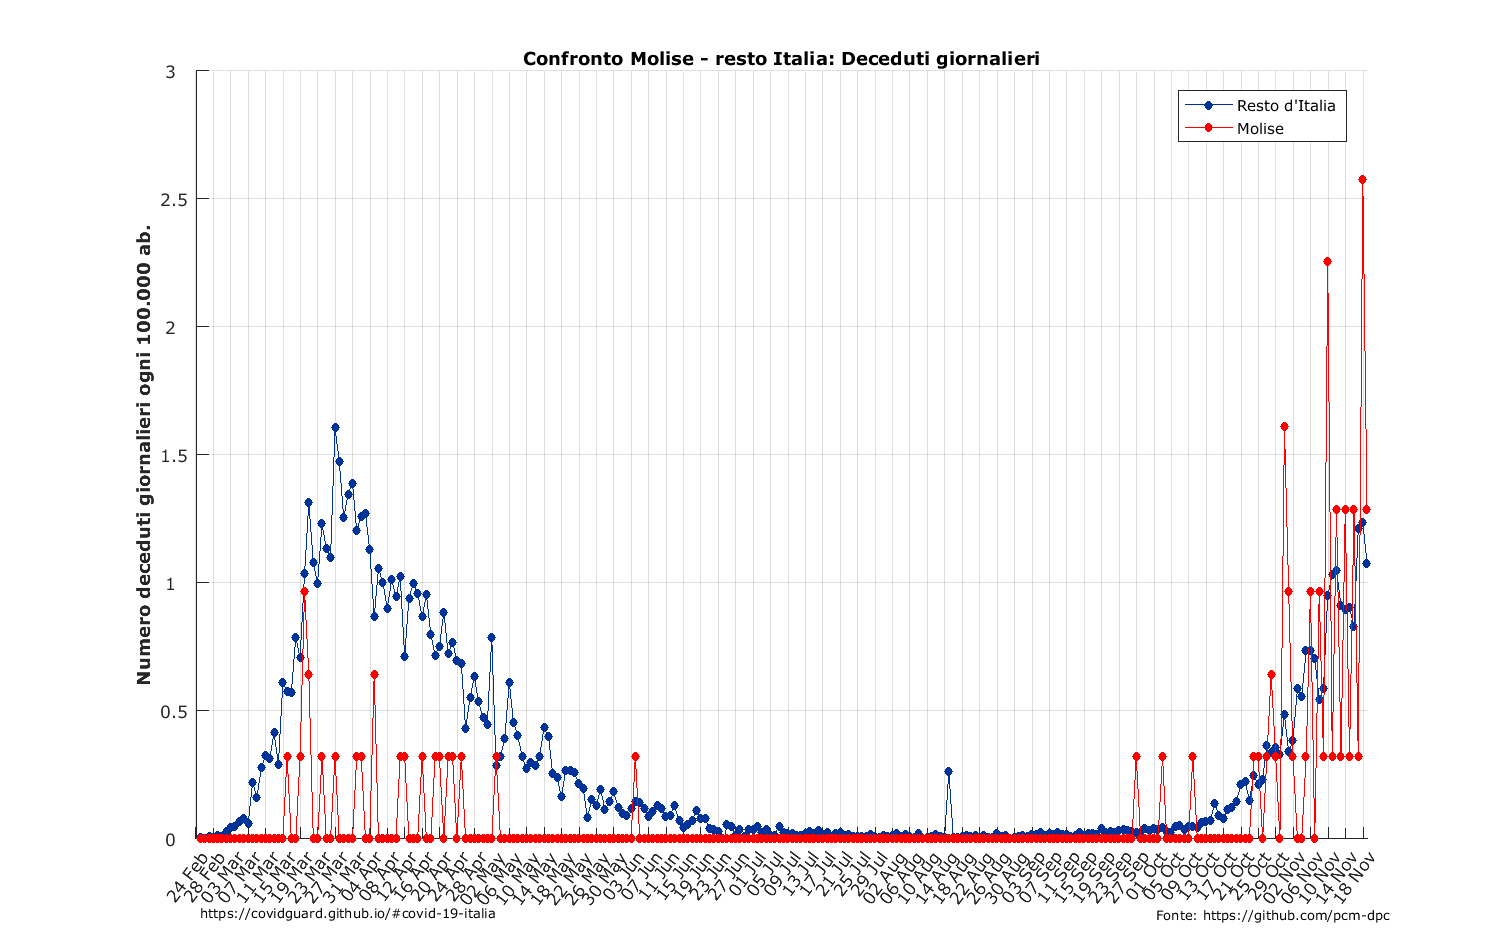 Confronto Molise - resto Italia: Deceduti giornalieri
Resto d'Italia
Molise
Numero deceduti giornalieri ogni 100.000 ab.
3
2.5
2
1.5
1
0.5
0
24 Feb
28 Feb
03 Mar
07 Mar
11 Mar
15 Mar
19 Mar
23 Mar
27 Mar
31 Mar
04 Apr
08 Apr
12 Apr
16 Apr
20 Apr
24 Apr
28 Apr
02 May
06 May
10 May
14 May
18 May
22 May
26 May
30 May
03 Jun
07 Jun
11 Jun
15 Jun
19 Jun
23 Jun
27 Jun
01 Jul
05 Jul
09 Jul
13 Jul
17 Jul
21 Jul
25 Jul
29 Jul
02 Aug
06 Aug
10 Aug
14 Aug
18 Aug
22 Aug
26 Aug
30 Aug
03 Sep
07 Sep
11 Sep
15 Sep
19 Sep
23 Sep
27 Sep
01 Oct
05 Oct
09 Oct
13 Oct
17 Oct
21 Oct
25 Oct
29 Oct
02 Nov
06 Nov
10 Nov
14 Nov
18 Nov
https://covidguard.github.io/#covid-19-italia
Fonte: https://github.com/pcm-dpc